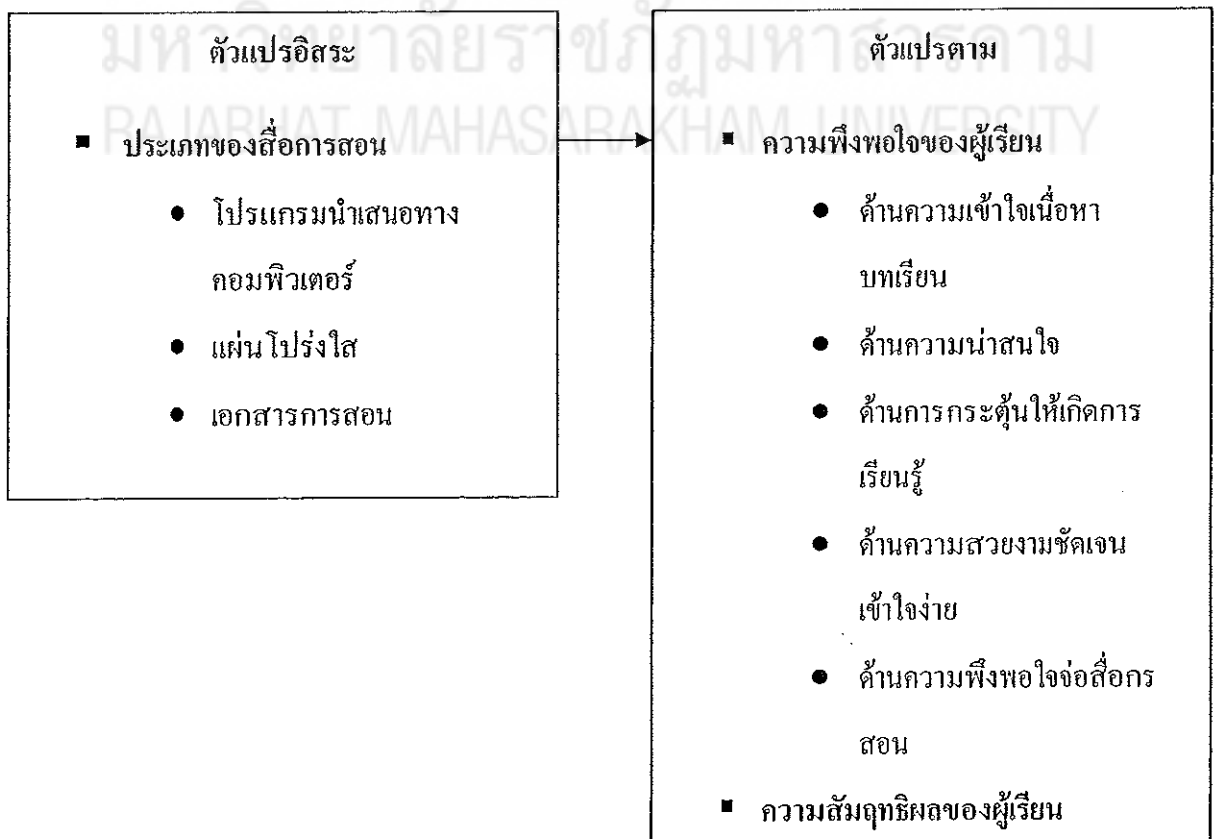 มหาวิทยาลัยราชภัฏมหาสารคาม
RAJABHAT MAHASARAKHAM UNIVERSITY
ตัวแปรอิสระ
ประเภทของสื่อการสอน
โปรแกรมนำเสนอทาง
คอมพิวเตอร์
แผ่นโปร่งใส
เอกสารการสอน
ตัวแปรตาม
ความพึงพอใจของผู้เรียน
ด้านความเข้าใจเนื้อหา
บทเรียน
ด้านความน่าสนใจ
ด้านการกระตุ้นให้เกิดการ
เรียนรู้
ด้านความสวยงามชัดเจน
เข้าใจง่าย
ด้านความพึงพอใจจ่อสื่อกร
สอน
ความสัมฤทธิผลของผู้เรียน